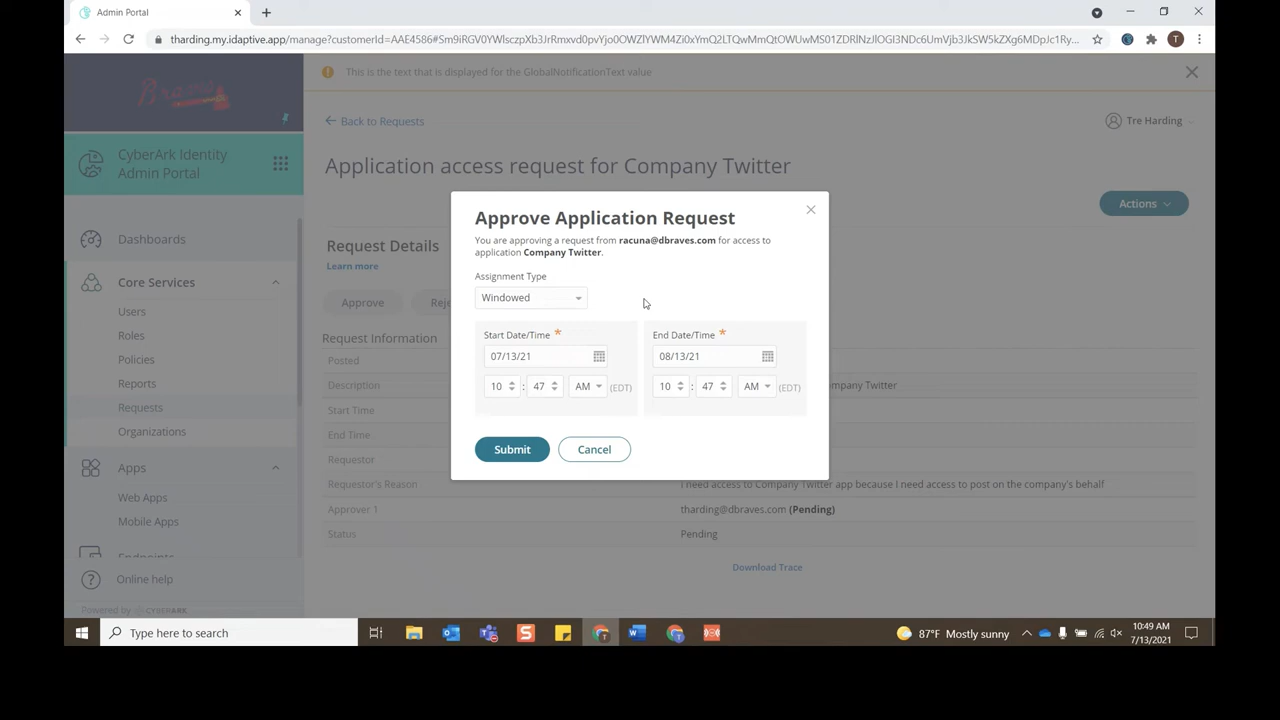 Admin Portal
tharding.my.idaptive.app/manage?customerId=AAE4586#
This is the text that is displayed for the GlobalNotificationText value
Braves
Back to Requests
Tre Harding
CyberArk Identity
Admin Portal
Application access request for Company Twitter
Actions
Approve Application Request
You are approving a request from racuna@dbraves.com for access to
application Company Twitter.
Dashboards
Request Details
Learn more
Assignment Type
Core Services
Windowed
Approve
Reje
Users
Roles
Request Information
Start Date/Time *
End Date/Time *
Policies
Posted
07/13/21
08/13/21
Reports
Description
10 : 47 AM (EDT)
10 : 47 AM (EDT)
ompany Twitter
Requests
Start Time
Organizations
End Time
Submit
Cancel
Requestor
Apps
Requestor's Reason
I need access to Company Twitter app because I need access to post on the company's behalf
Web Apps
Approver 1
tharding@dbraves.com (Pending)
Mobile Apps
Status
Pending
Endpoints
Download Trace
Online help
Powered by CYBERARK
Type here to search
87°F Mostly sunny
10:49 AM
7/13/2021